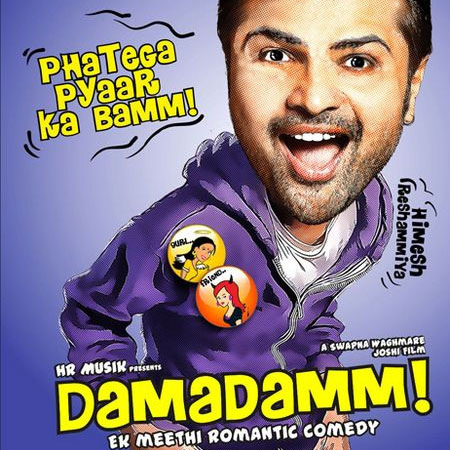 PHATEGA
PYAAR
KA BAMM!
HIMESH
RESHAMMIYA
GURL...
HR MUSIK PRESENTS
A SWAPNA WAGHMARE
JOSHI FILM
DAMADAMM!
EK MEETHI ROMANTIC COMEDY